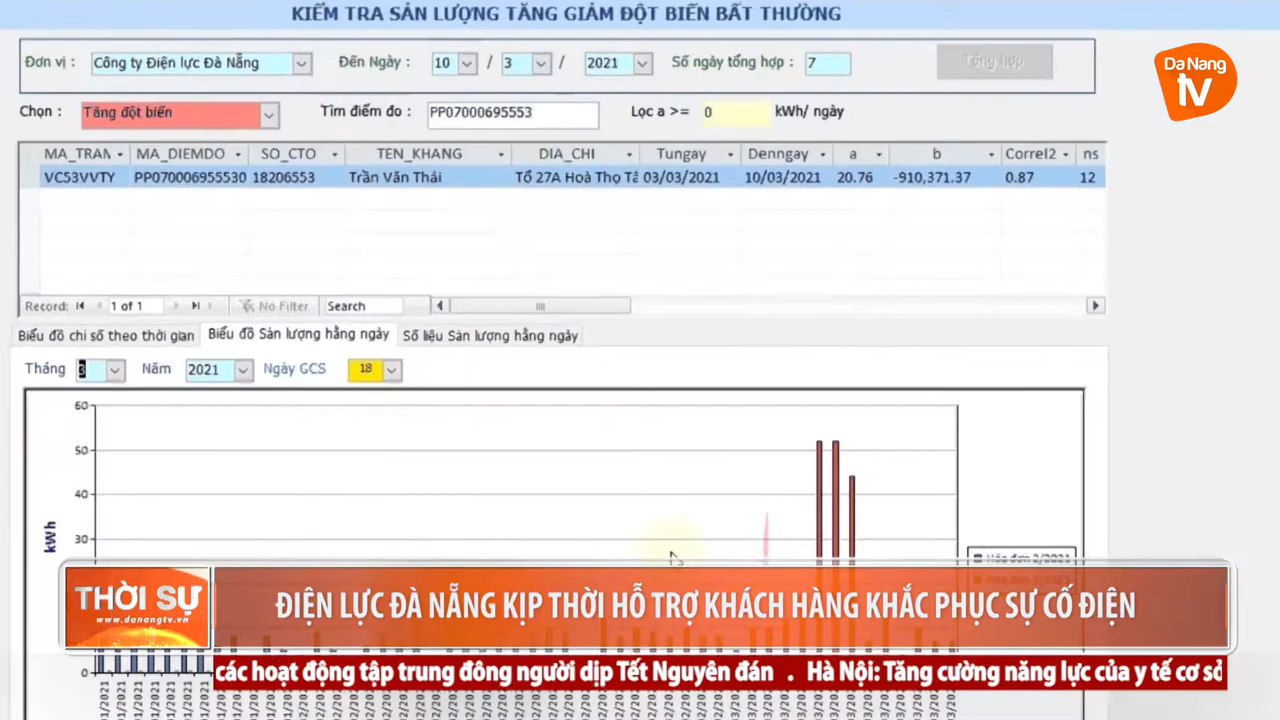 KIỂM TRA SẢN LƯỢNG TĂNG GIẢM ĐỘT BIẾN BẤT THƯỜNG
Đơn vị : Công ty Điện lực Đà Nẵng Đến Ngày : 10 / 3 / 2021 Số ngày tổng hợp : 7 Tổng hợp
Da Nang
tv
Chọn : Tăng đột biến Tìm điểm đo : PP07000695553 Lọc a >= 0 kWh/ ngày
MA_TRAN MA_DIEMDO SO_CTO TEN_KHANG DIA_CHI Tungay Denngay a b Correl2 ns
VC53VVTY PP070006955530 18206553 Trần Văn Thái Tổ 27A Hoà Thọ Tâ 03/03/2021 10/03/2021 20.76 -910,371.37 0.87 12
Record: 1 of 1 No Filter Search
Biểu đồ chỉ số theo thời gian Biểu đồ Sản lượng hằng ngày Số liệu Sản lượng hằng ngày
Tháng 3 Năm 2021 Ngày GCS 18
60
50
40
30
0
kWh
Hóa đơn 2/2021
THỜI SỰ
www.danangtv.vn
ĐIỆN LỰC ĐÀ NẴNG KỊP THỜI HỖ TRỢ KHÁCH HÀNG KHẮC PHỤC SỰ CỐ ĐIỆN
các hoạt động tập trung đông người dịp Tết Nguyên đán . Hà Nội: Tăng cường năng lực của y tế cơ sở